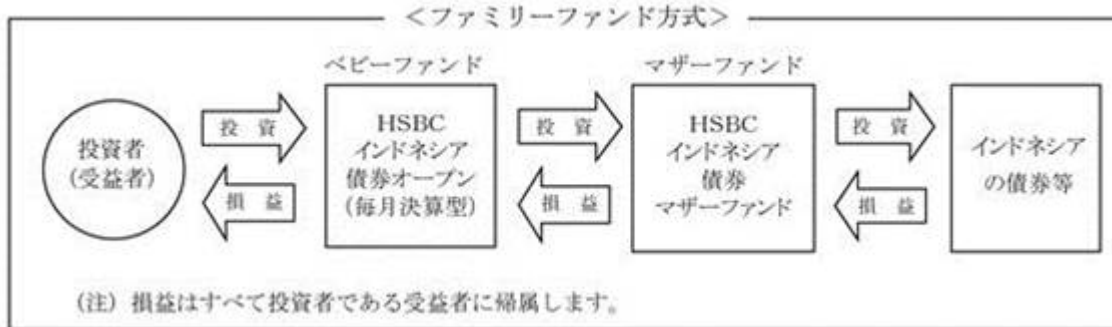 ＜ファミリーファンド方式＞
ベビーファンド
マザーファンド
投資者
(受益者)
投 資
損 益
HSBC
インドネシア
債券オープン
(毎月決算型)
投 資
損 益
HSBC
インドネシア
債券
マザーファンド
投 資
損 益
インドネシア
の債券等
(注) 損益はすべて投資者である受益者に帰属します。